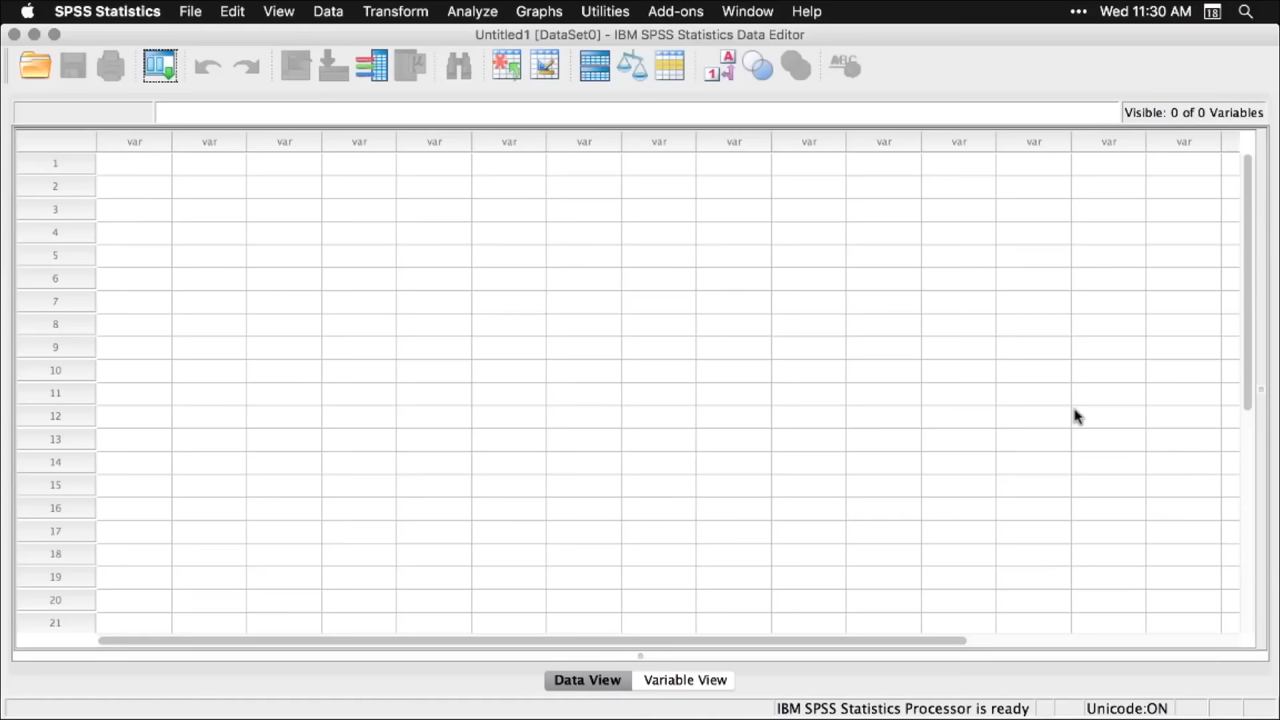 SPSS Statistics File Edit View Data Transform Analyze Graphs Utilities Add-ons Window Help ••• Wed 11:30 AM 18
Untitled1 [DataSet0] - IBM SPSS Statistics Data Editor
A
1
ABC
Visible: 0 of 0 Variables
var var var var var var var var var var var var var var var
1
2
3
4
5
6
7
8
9
10
11
12
13
14
15
16
17
18
19
20
21
Data View Variable View
IBM SPSS Statistics Processor is ready Unicode:ON